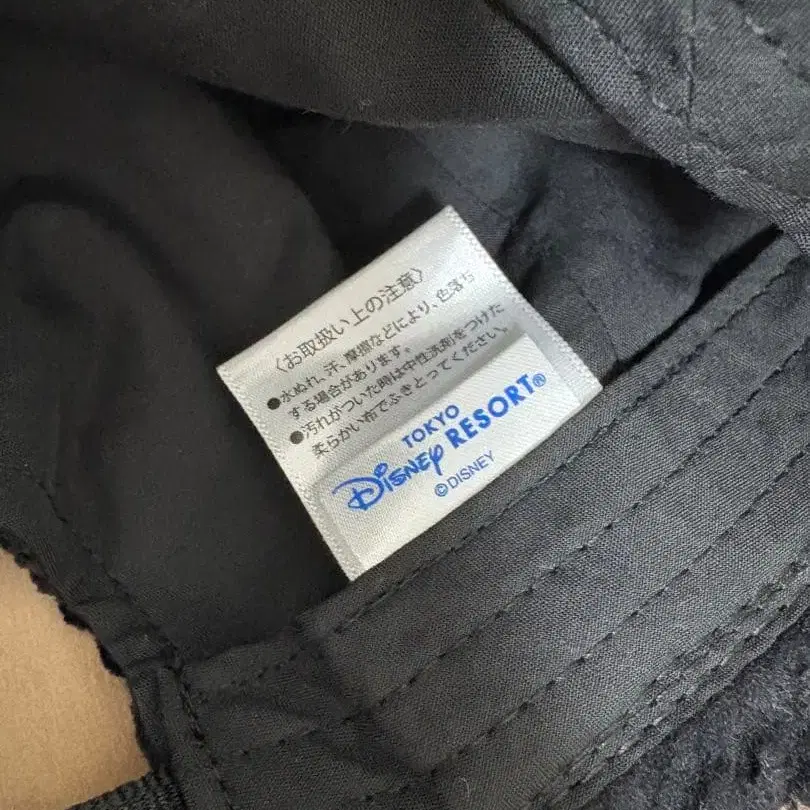 〈お取扱い上の注意〉
●水ぬれ、汗、摩擦などにより、色落ち
する場合があります。
●汚れがついた時は中性洗剤をつけた
柔らかい布でふきとってください。
TOKYO
DISNEY RESORT®
©DISNEY